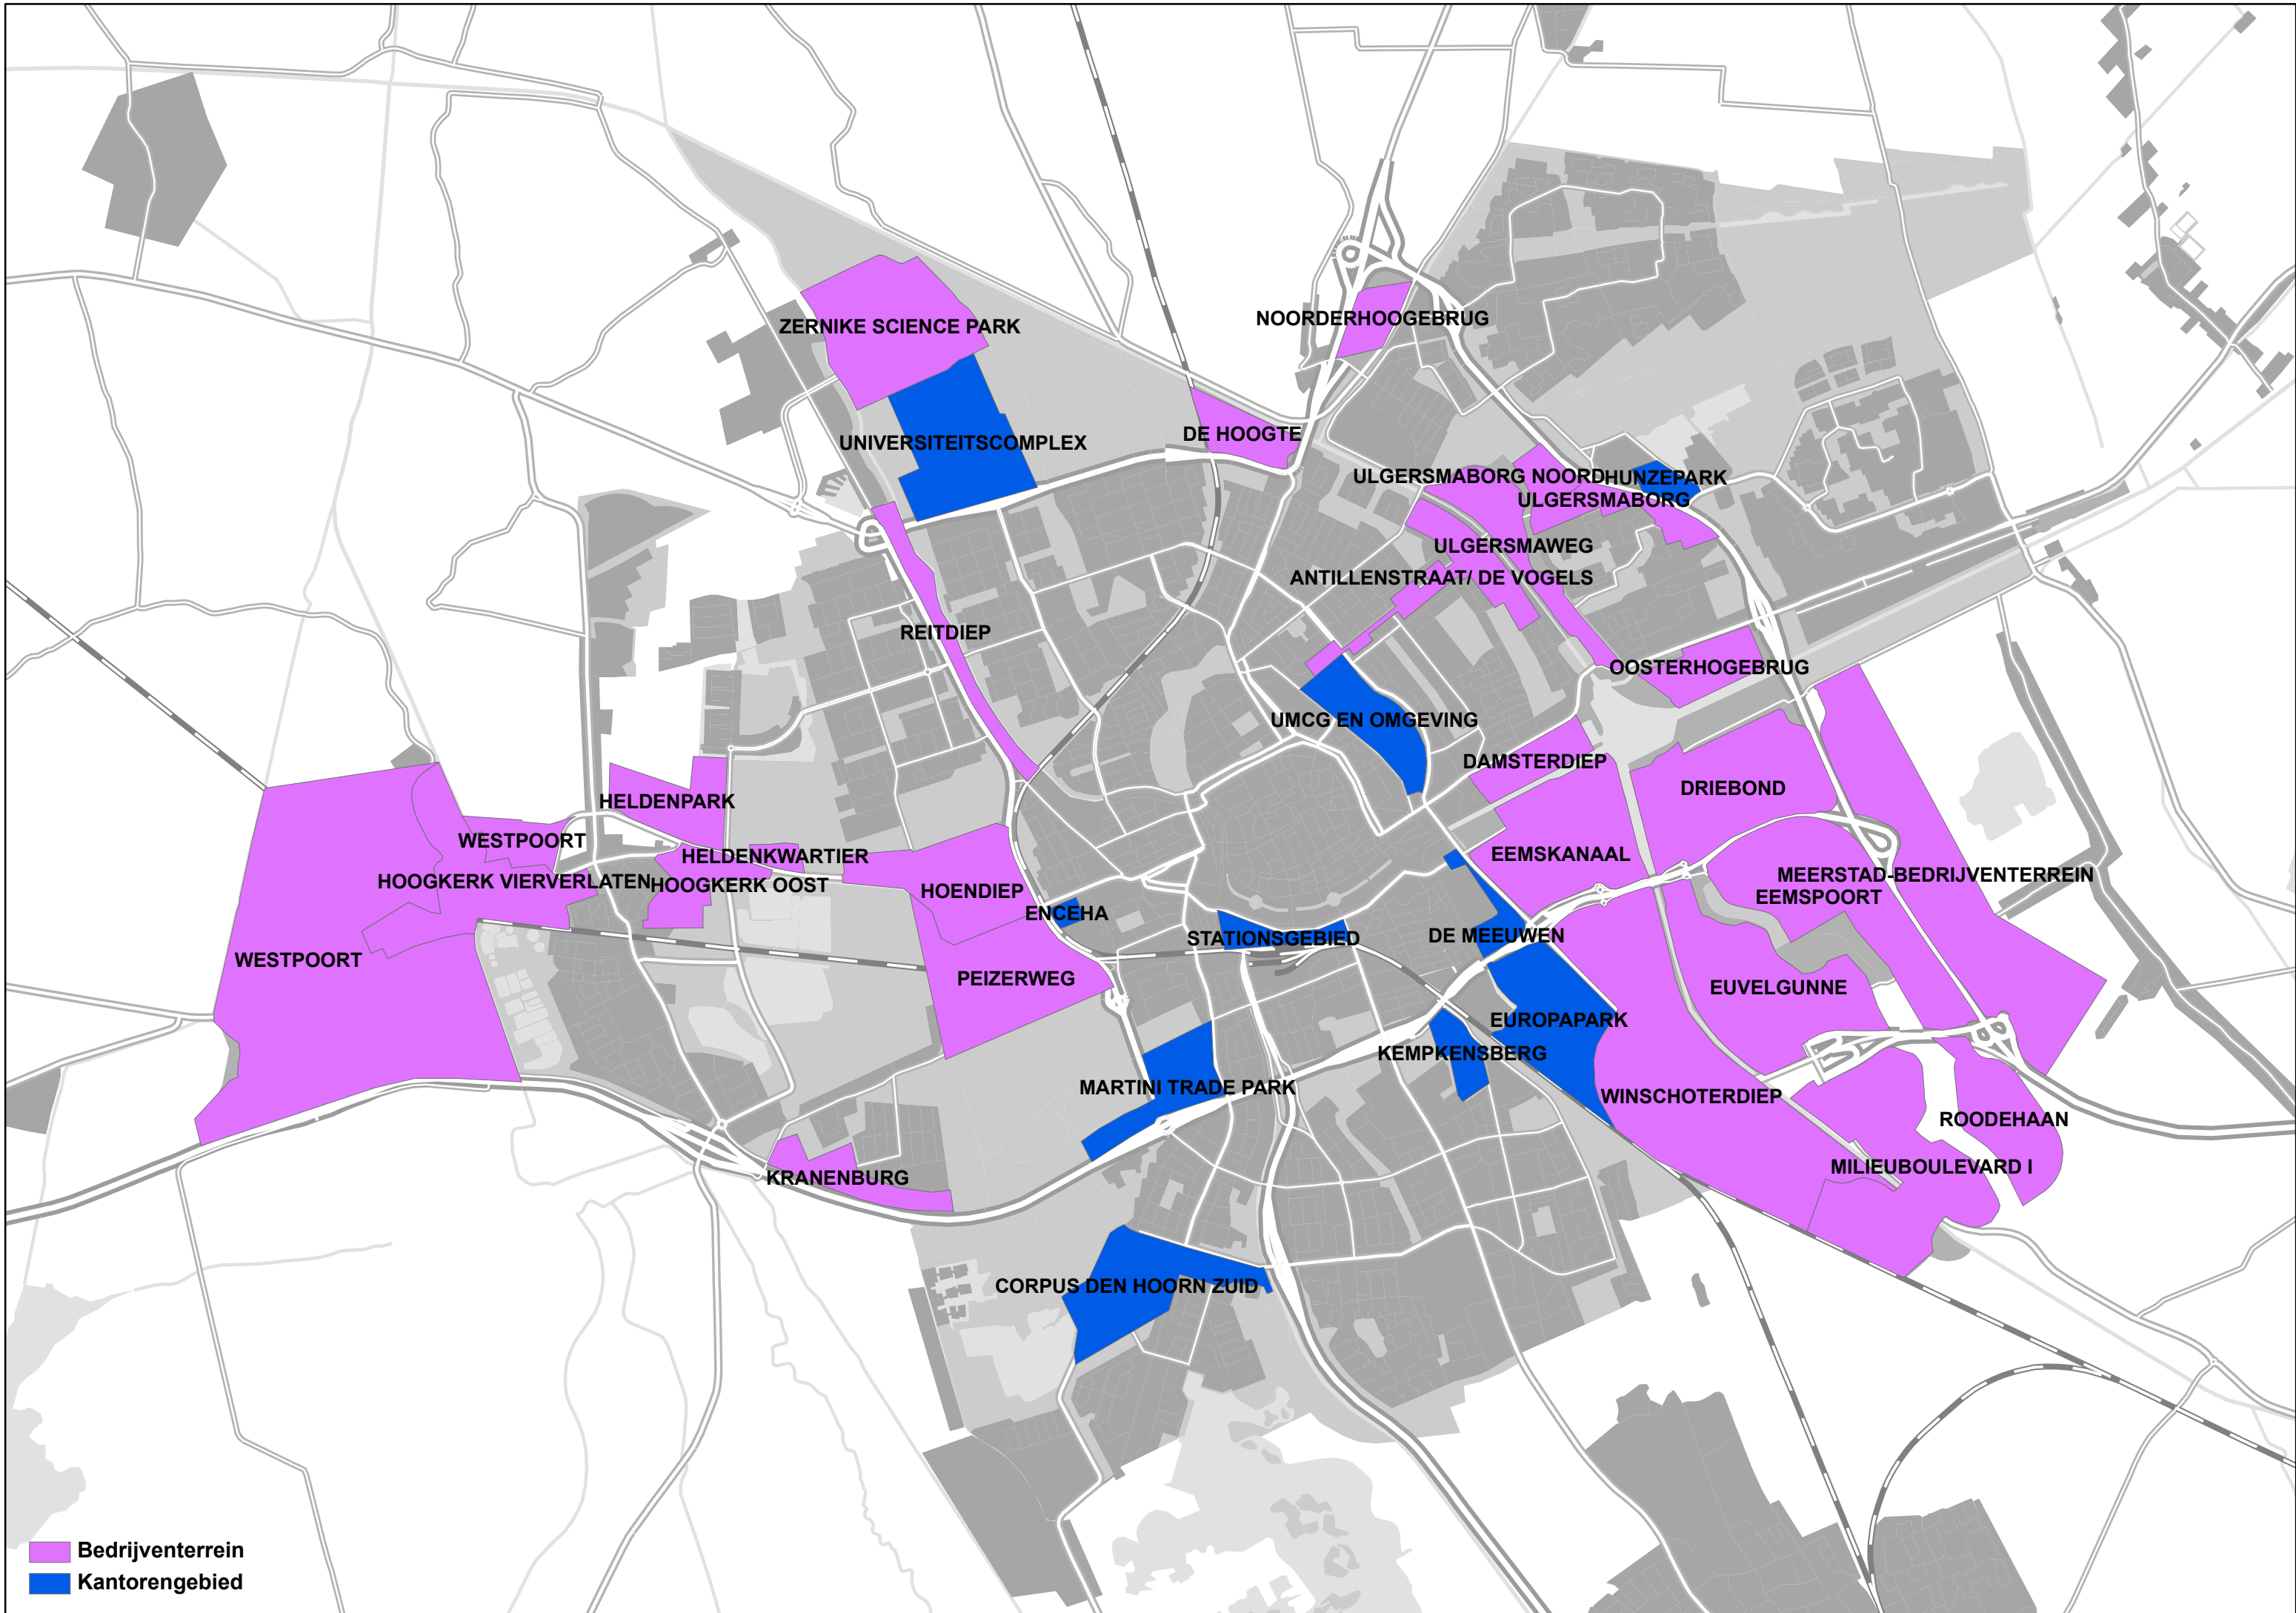 NOORDERHOOGEBRUG
ZERNIKE SCIENCE PARK
DE HOOGTE
UNIVERSITEITSCOMPLEX
ULGERSMABORG NOORD
HUNZEPARK
ULGERSMABORG
ULGERSMAWEG
ANTILLENSTRAAT/ DE VOGELS
REITDIEP
OOSTERHOGEBRUG
UMCG EN OMGEVING
DAMSTERDIEP
DRIEBOND
HELDENPARK
WESTPOORT
HELDENKWARTIER
EEMSKANAAL
HOOGKERK VIERVERLATEN
HOOGKERK OOST
HOENDIEP
MEERSTAD-BEDRIJVENTERREIN
EEMSPOORT
ENCEHA
STATIONSGEBIED
DE MEEUWEN
WESTPOORT
PEIZERWEG
EUVELGUNNE
EUROPAPARK
KEMPKENSBERG
MARTINI TRADE PARK
WINSCHOTERDIEP
ROODEHAAN
MILIEUBOULEVARD I
KRANENBURG
CORPUS DEN HOORN ZUID
Bedrijventerrein
Kantorengebied